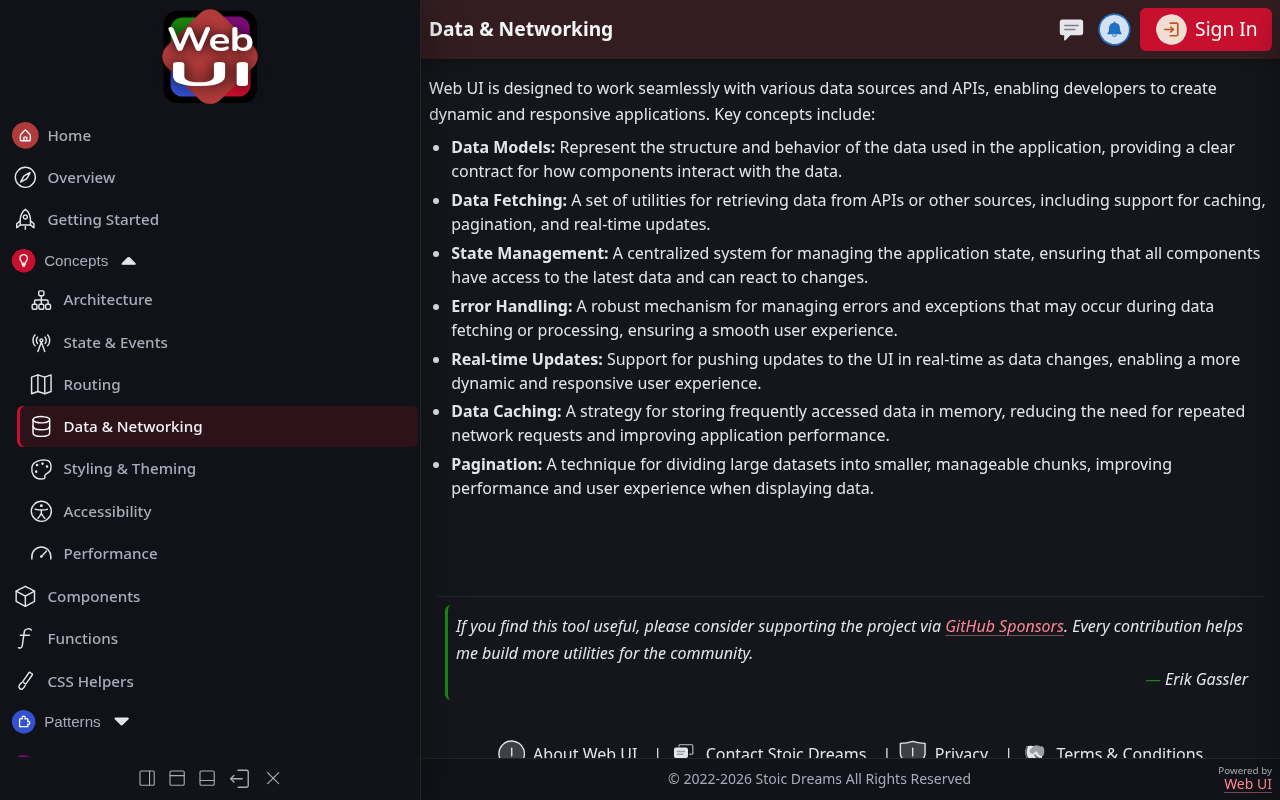 Web
UI
Home
Overview
Getting Started
Concepts
Architecture
State & Events
Routing
Data & Networking
Styling & Theming
Accessibility
Performance
Components
Functions
CSS Helpers
Patterns
Data & Networking
Sign In
Web UI is designed to work seamlessly with various data sources and APIs, enabling developers to create
dynamic and responsive applications. Key concepts include:
Data Models: Represent the structure and behavior of the data used in the application, providing a clear
contract for how components interact with the data.
Data Fetching: A set of utilities for retrieving data from APIs or other sources, including support for caching,
pagination, and real-time updates.
State Management: A centralized system for managing the application state, ensuring that all components
have access to the latest data and can react to changes.
Error Handling: A robust mechanism for managing errors and exceptions that may occur during data
fetching or processing, ensuring a smooth user experience.
Real-time Updates: Support for pushing updates to the UI in real-time as data changes, enabling a more
dynamic and responsive user experience.
Data Caching: A strategy for storing frequently accessed data in memory, reducing the need for repeated
network requests and improving application performance.
Pagination: A technique for dividing large datasets into smaller, manageable chunks, improving
performance and user experience when displaying data.
If you find this tool useful, please consider supporting the project via GitHub Sponsors. Every contribution helps
me build more utilities for the community.
— Erik Gassler
About Web UI | Contact Stoic Dreams | Privacy | Terms & Conditions
© 2022-2026 Stoic Dreams All Rights Reserved
Powered by
Web UI